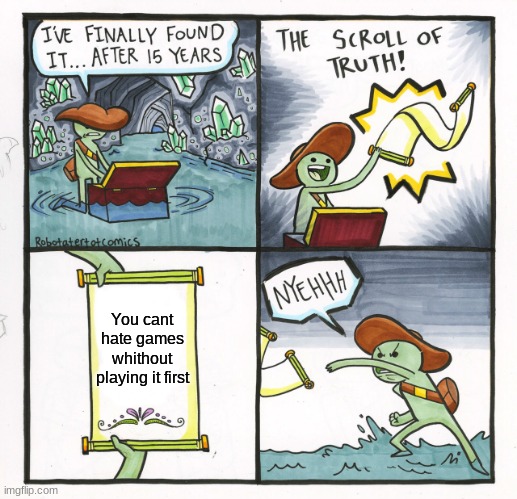 I'VE FINALLY FOUND
IT... AFTER 15 YEARS
THE SCROLL OF
TRUTH!
Robotatertotcomics
You cant
hate games
whithout
playing it first
NYEHHH
imgflip.com